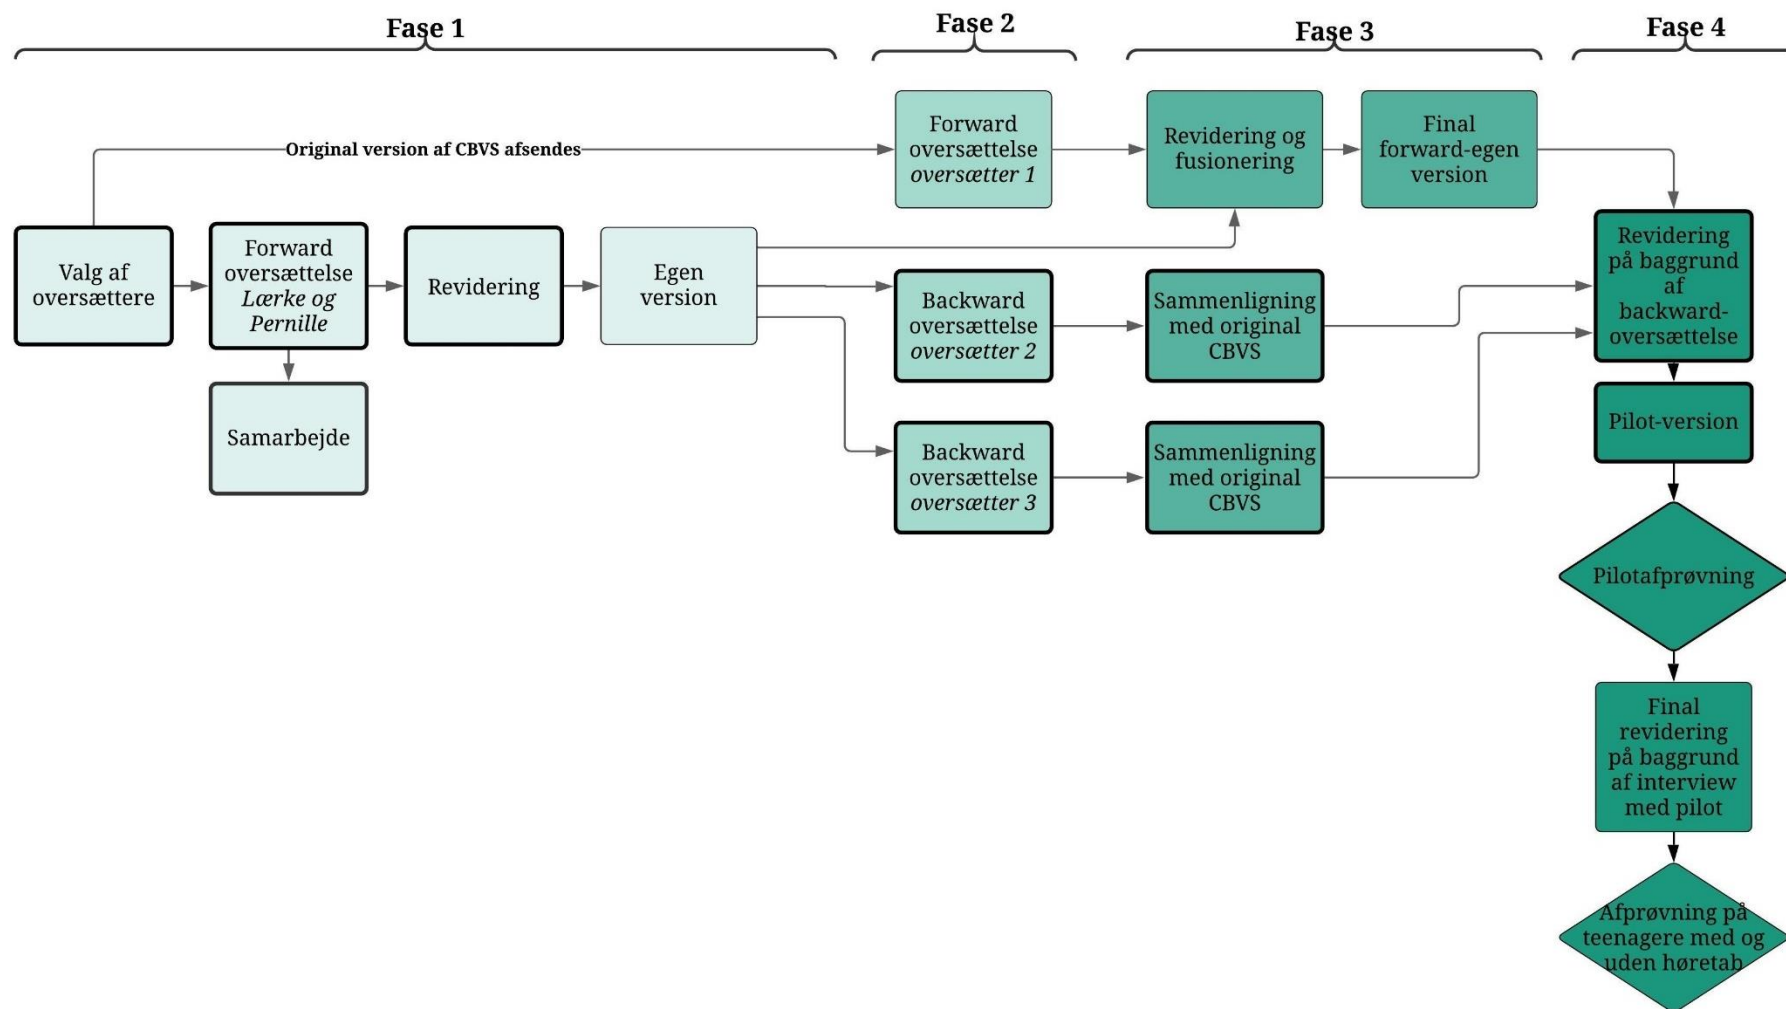 Fase 1
Fase 2
Fase 3
Fase 4
Original version af CBVS afsendes
Forward
oversættelse
oversætter 1
Revidering og
fusionering
Final
forward-egen
version
Valg af
oversættere
Forward
oversættelse
Lærke og
Pernille
Revidering
Egen
version
Samarbejde
Backward
oversættelse
oversætter 2
Sammenligning
med original
CBVS
Backward
oversættelse
oversætter 3
Sammenligning
med original
CBVS
Revidering
på baggrund
af
backward-
oversættelse
Pilot-version
Pilotafprøvning
Final
revidering
på baggrund
af interview
med pilot
Afprøvning på
teenagere med og
uden høretab